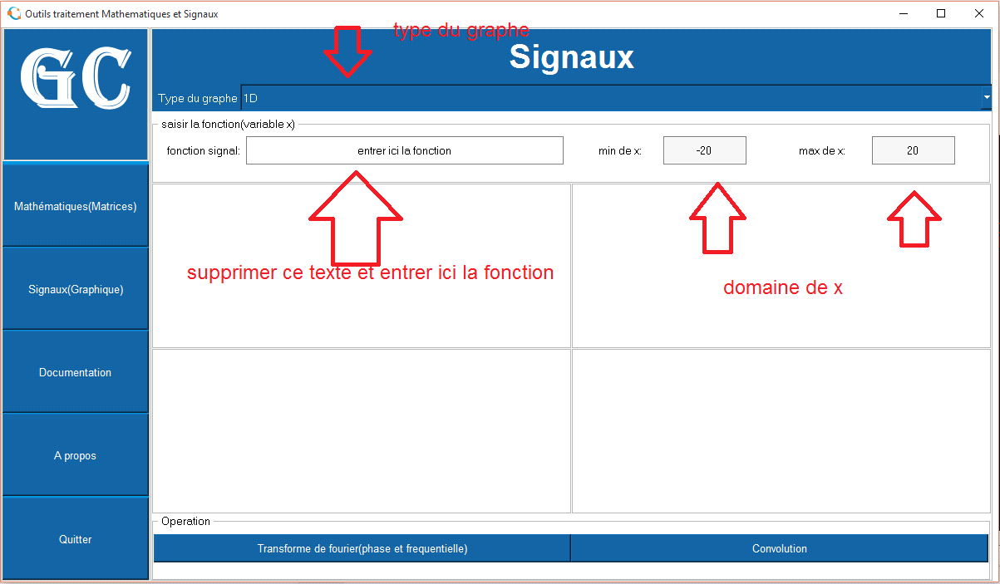 Outils traitement Mathematiques et Signaux
GC
type du graphe
Signaux
Type du graphe 1D
saisir la fonction(variable x)
fonction signal: entrer ici la fonction min de x: -20 max de x: 20
Mathématiques(Matrices)
supprimer ce texte et entrer ici la fonction
domaine de x
Signaux(Graphique)
Documentation
A propos
Operation
Quitter
Transforme de fourier(phase et frequentielle) Convolution